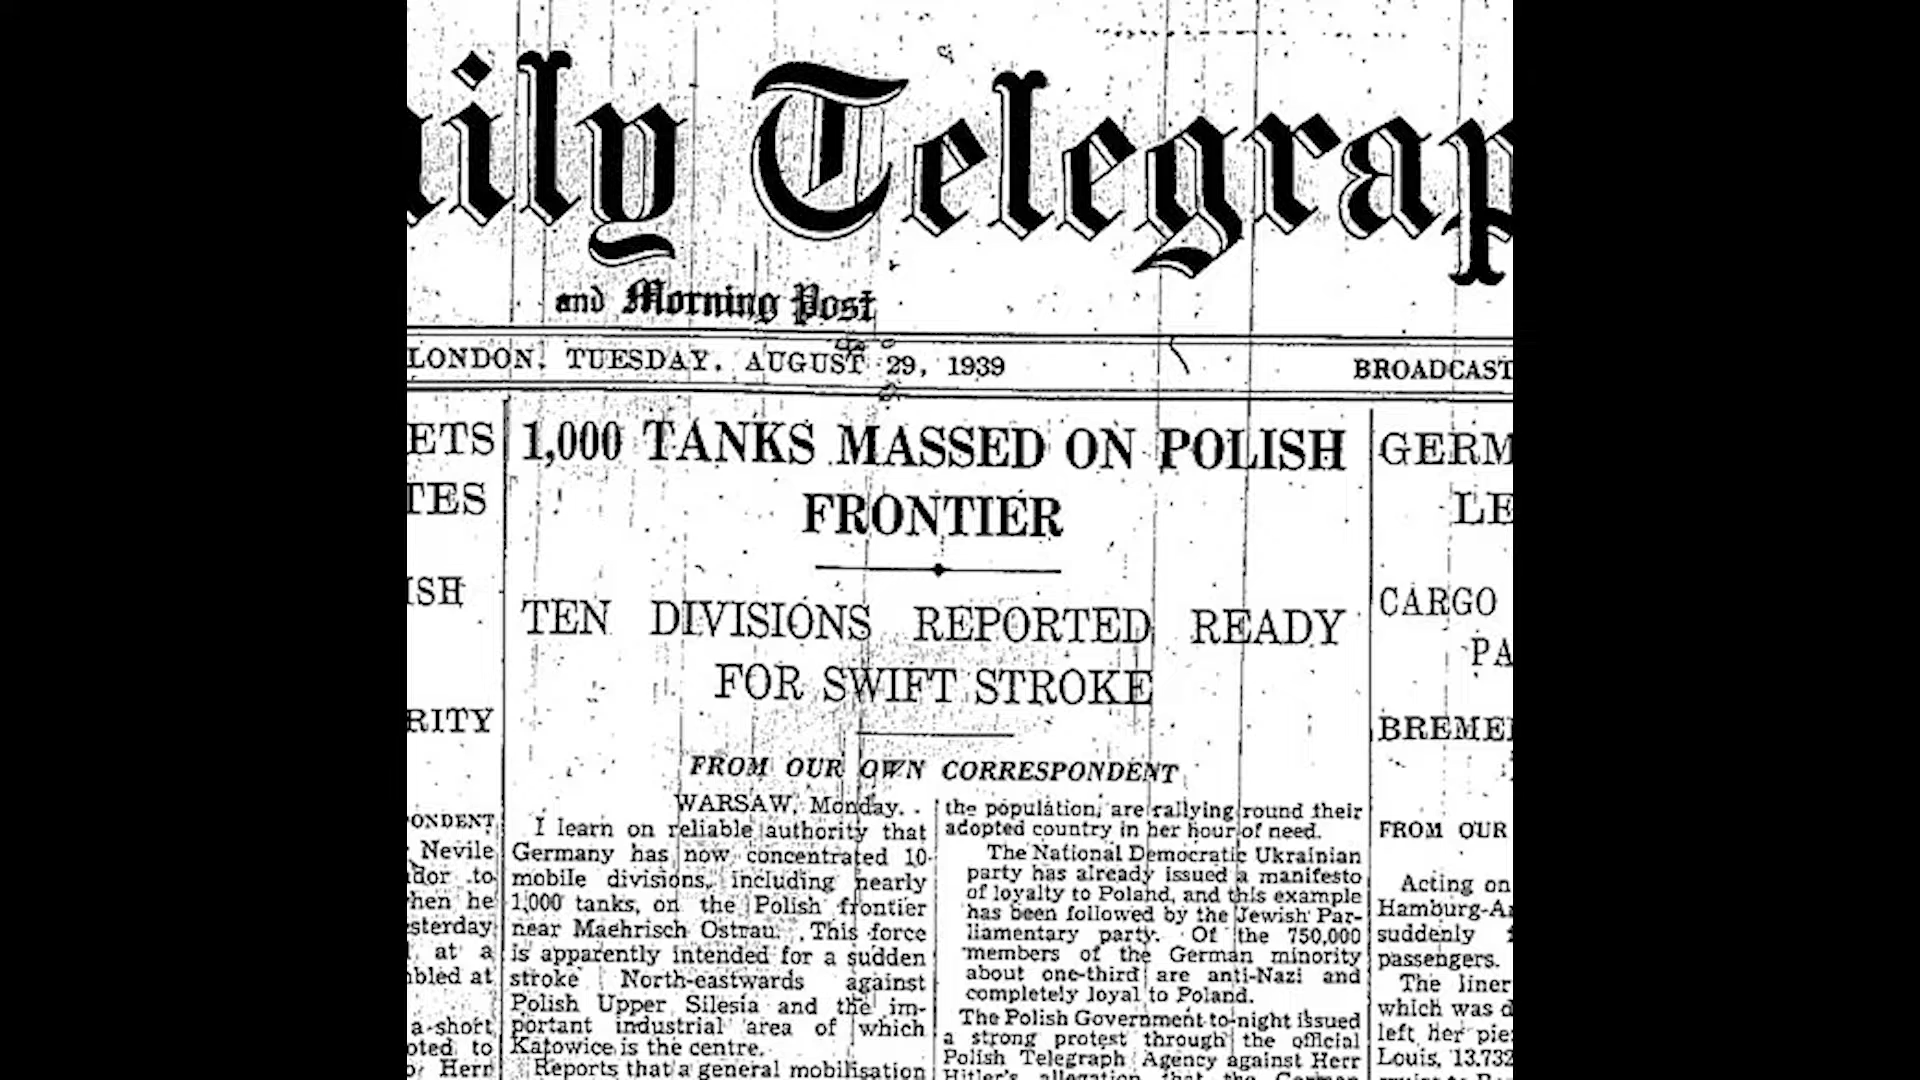 ily Telegrap
and Morning Post
LONDON, TUESDAY, AUGUST 29, 1939
BROADCAST
ETS
TES
ISH
RITY
ONDENT
Nevile
dor to
hen he
sterday
at a
bled at
a short
oted to
Herr
1,000 TANKS MASSED ON POLISH
FRONTIER
TEN DIVISIONS REPORTED READY
FOR SWIFT STROKE
FROM OUR OWN CORRESPONDENT
WARSAW, Monday.
I learn on reliable authority that
Germany has now concentrated 10
mobile divisions, including nearly
1,000 tanks, on the Polish frontier
near Maehrisch Ostrau. This force
is apparently intended for a sudden
stroke North-eastwards against
Polish Upper Silesia and the im-
portant industrial area of which
Katowice is the centre.
Reports that a general mobilisation
the population, are rallying round their
adopted country in her hour of need.
The National Democratic Ukrainian
party has already issued a manifesto
of loyalty to Poland, and this example
has been followed by the Jewish Par-
liamentary party. Of the 750,000
members of the German minority
about one-third are anti-Nazi and
completely loyal to Poland.
The Polish Government to-night issued
a strong protest through the official
Polish Telegraph Agency against Herr
Hitler's allegation that the German
GERM
LE
CARGO
PA
BREME
FROM OUR
Acting on
Hamburg-A
suddenly
passengers.
The liner
which was d
left her pie
Louis, 13,732